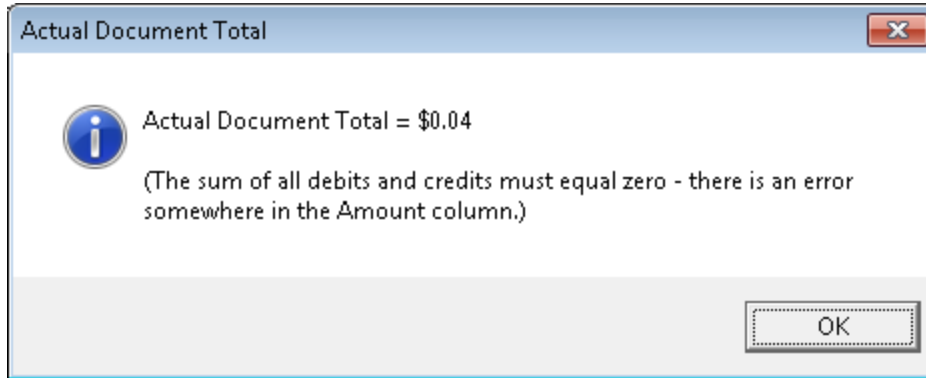 Actual Document Total
Actual Document Total = $0.04
(The sum of all debits and credits must equal zero - there is an error
somewhere in the Amount column.)
OK